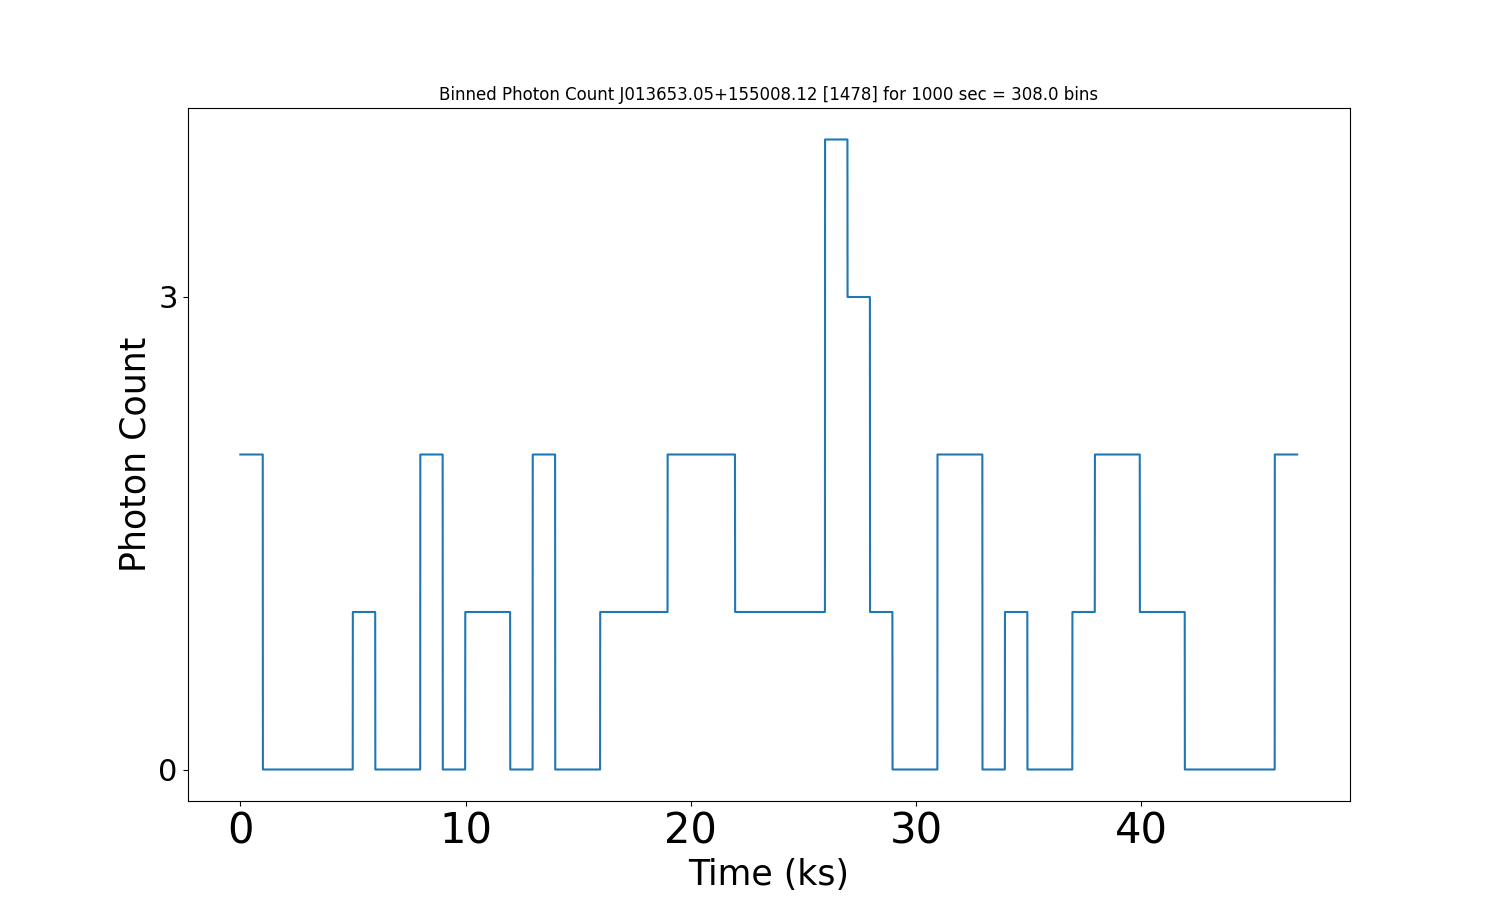 Binned Photon Count J013653.05+155008.12 [1478] for 1000 sec = 308.0 bins
Photon Count
3
0
0 10 20 30 40
Time (ks)